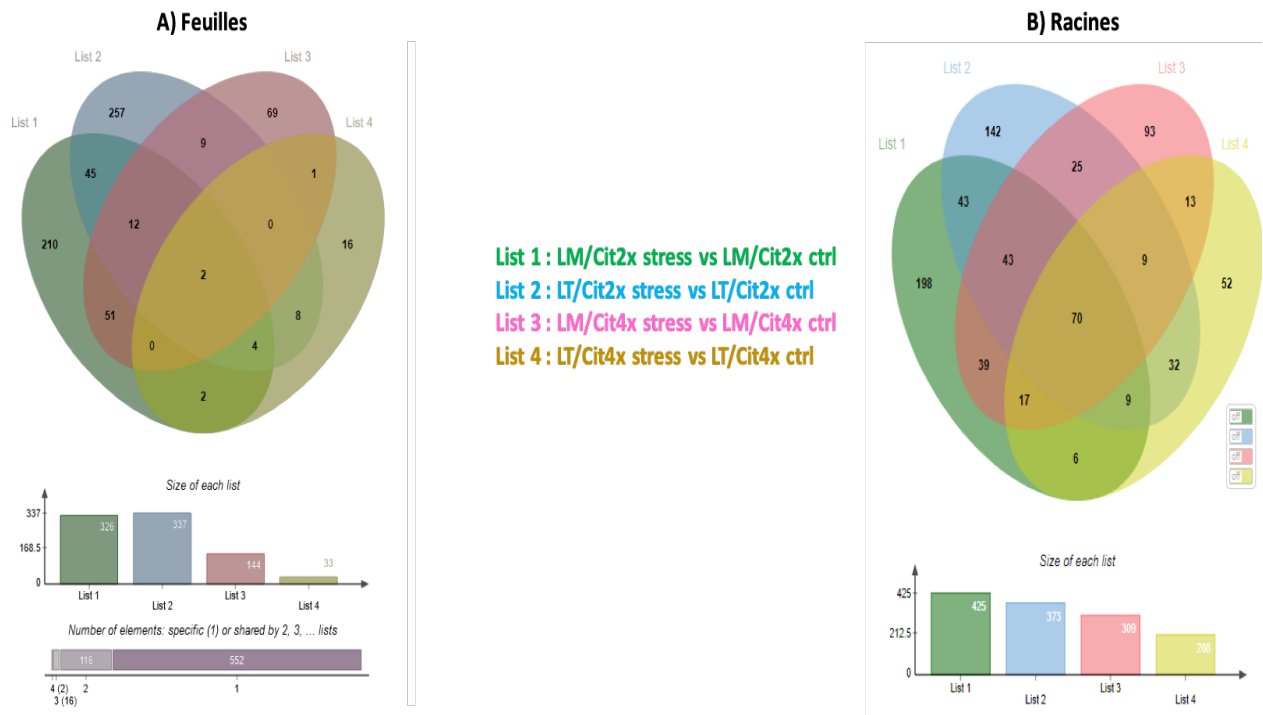 A) Feuilles
List 2
List 3
List 1
List 4
257
69
9
45
1
12
0
210
16
2
51
8
0
4
2
Size of each list
337
168.5
0
326
337
144
33
List 1
List 2
List 3
List 4
Number of elements: specific (1) or shared by 2, 3, ... lists
116
552
4 (2)
3 (16)
2
1
List 1 : LM/Cit2x stress vs LM/Cit2x ctrl
List 2 : LT/Cit2x stress vs LT/Cit2x ctrl
List 3 : LM/Cit4x stress vs LM/Cit4x ctrl
List 4 : LT/Cit4x stress vs LT/Cit4x ctrl
B) Racines
List 2
List 3
List 1
List 4
142
93
25
43
13
43
9
198
52
70
39
32
17
9
6
off
off
off
off
Size of each list
425
212.5
0
425
373
309
208
List 1
List 2
List 3
List 4